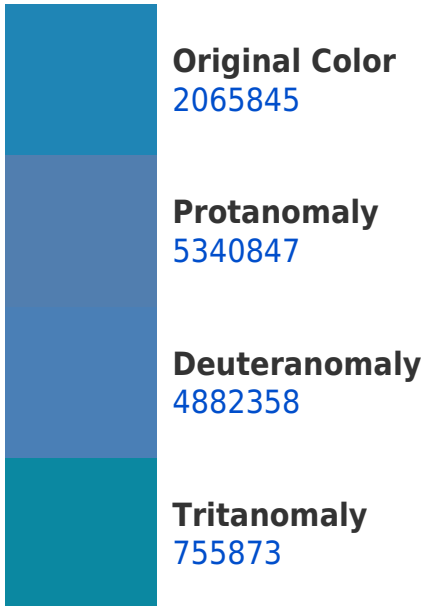 Original Color
2065845
Protanomaly
5340847
Deuteranomaly
4882358
Tritanomaly
755873